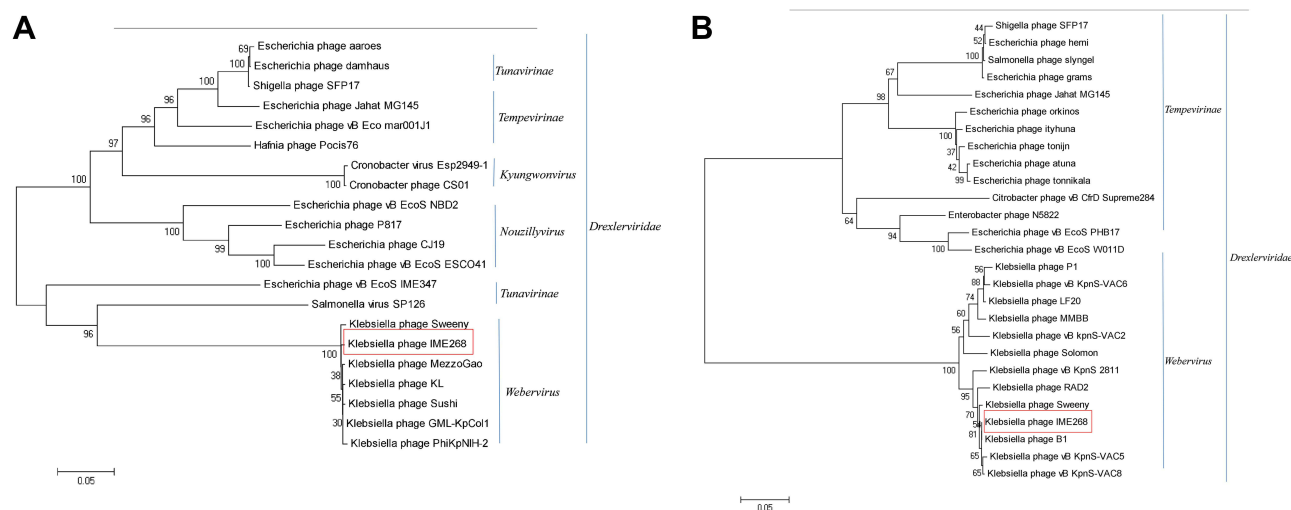 A
69
Escherichia phage aaroes
100
Escherichia phage damhaus
Tunavirinae
100
Shigella phage SFP17
96
Escherichia phage Jahat MG145
96
Escherichia phage vB Eco mar001J1
Tempevirinae
97
Hafnia phage Pocis76
Cronobacter virus Esp2949-1
100
100
Cronobacter phage CS01
Kyungwonvirus
Escherichia phage vB EcoS NBD2
100
Escherichia phage P817
Nouzillyvirus
Drexlerviridae
99
Escherichia phage CJ19
100
Escherichia phage vB EcoS ESCO41
Escherichia phage vB EcoS IME347
Tunavirinae
Salmonella virus SP126
96
Klebsiella phage Sweeny
100
Klebsiella phage IME268
Klebsiella phage MezzoGao
38
Klebsiella phage KL
Webervirus
55
Klebsiella phage Sushi
30
Klebsiella phage GML-KpCol1
Klebsiella phage PhiKpNIH-2
0.05
B
44
Shigella phage SFP17
52
Escherichia phage herni
100
Salmonella phage slyngel
67
Escherichia phage grams
98
Escherichia phage Jahat MG145
Tempevirinae
Escherichia phage orkinos
100
Escherichia phage ityhuna
37
Escherichia phage tonijn
42
Escherichia phage atuna
99
Escherichia phage tonnikala
Citrobacter phage vB CfrD Supreme284
64
Enterobacter phage N5822
94
Escherichia phage vB EcoS PHB17
100
Escherichia phage vB EcoS W011D
Drexlerviridae
56
Klebsiella phage P1
88
Klebsiella phage vB KpnS-VAC6
74
Klebsiella phage LF20
60
Klebsiella phage MMBB
56
Klebsiella phage vB kpnS-VAC2
Klebsiella phage Solomon
Webervirus
100
Klebsiella phage vB KpnS 2811
95
Klebsiella phage RAD2
Klebsiella phage Sweeny
70
Klebsiella phage IME268
81
Klebsiella phage B1
65
Klebsiella phage vB KpnS-VAC5
65
Klebsiella phage vB KpnS-VAC8
0.05